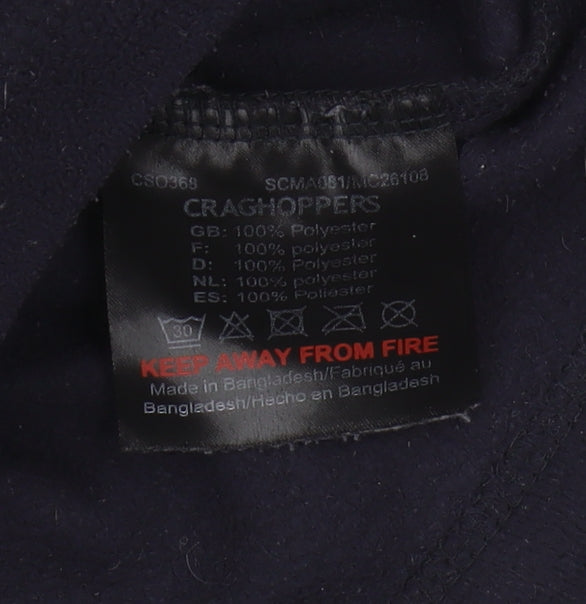 CSO369 SCMA081/MC26108
CRAGHOPPERS
GB: 100% Polyester
F: 100% polyester
D: 100% polyester
NL: 100% polyester
ES: 100% Poliéster
30
KEEP AWAY FROM FIRE
Made in Bangladesh/Fabriqué au
Bangladesh/Hecho en Bangladesh